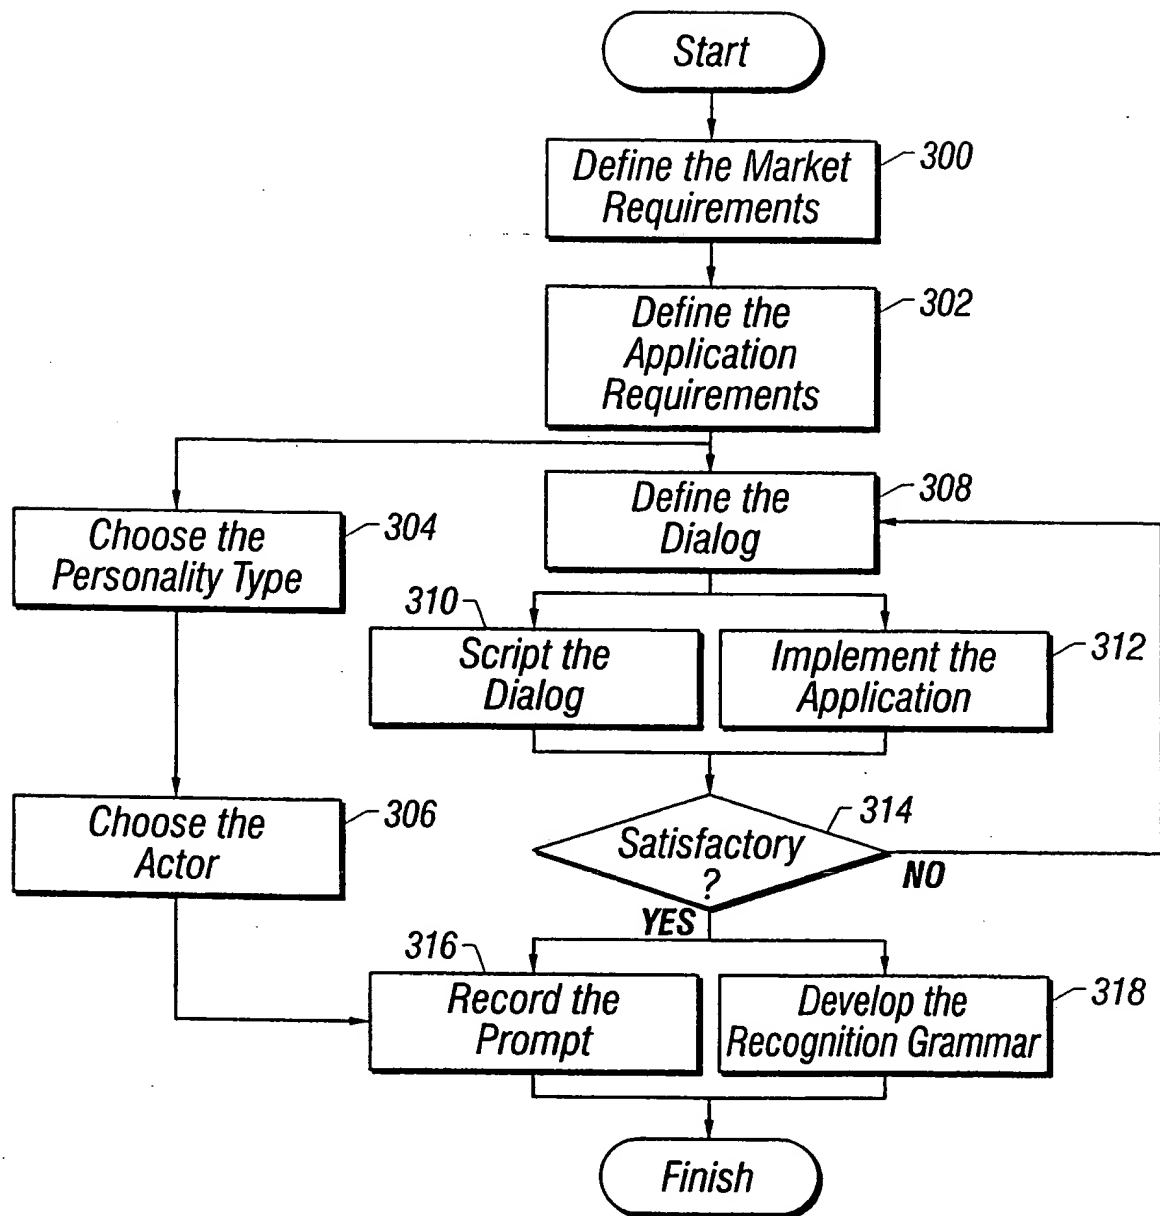 Start
Define the Market
Requirements
300
Define the
Application
Requirements
302
Define the
Dialog
308
Choose the
Personality Type
304
310
Script the
Dialog
Implement the
Application
312
Choose the
Actor
306
Satisfactory
?
314
NO
YES
316
Record the
Prompt
Develop the
Recognition Grammar
318
Finish